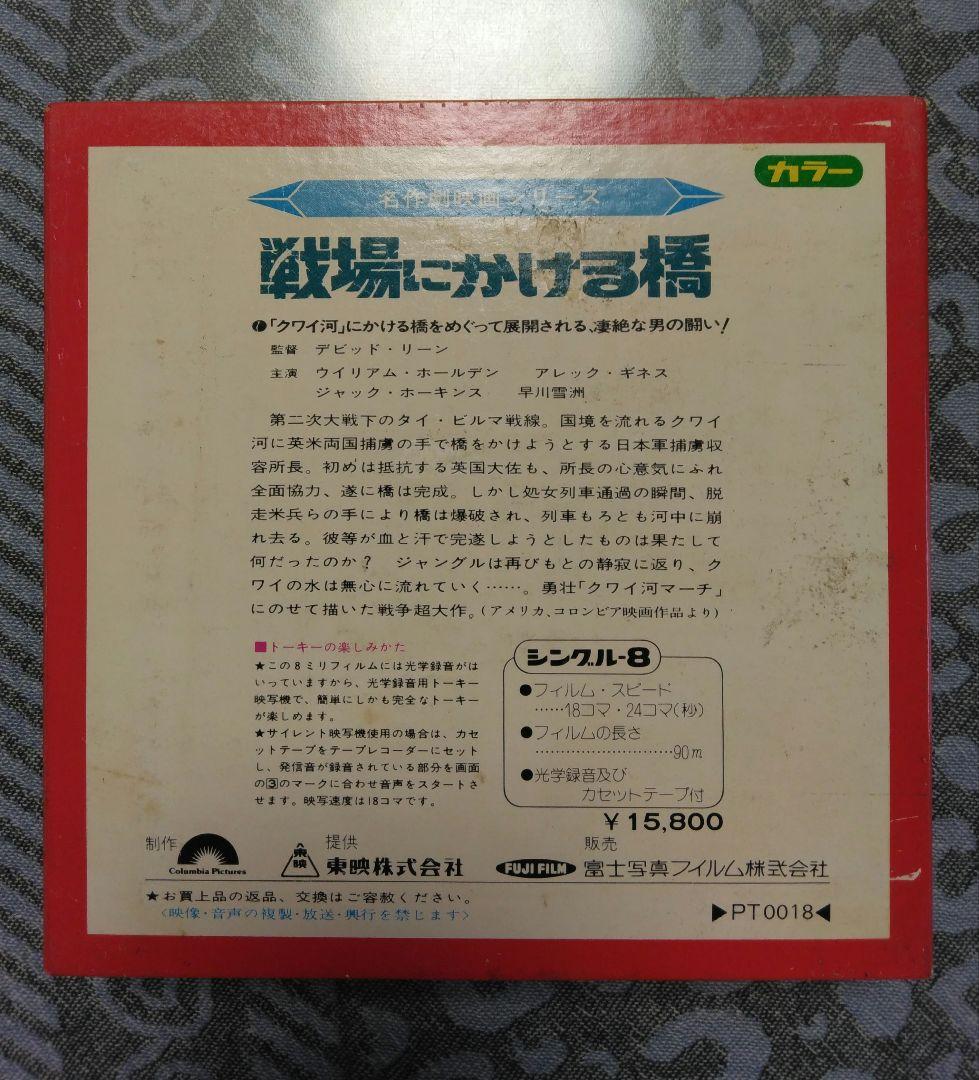 カラー
名作劇映画シリーズ
戦場にかける橋
●「クワイ河」にかける橋をめぐって展開される、凄絶な男の闘い!
監督 デビッド・リーン
主演 ウイリアム・ホールデン アレック・ギネス
ジャック・ホーキンス 早川雪洲
第二次大戦下のタイ・ビルマ戦線。国境を流れるクワイ
河に英米両国捕虜の手で橋をかけようとする日本軍捕虜収
容所長。初めは抵抗する英国大佐も、所長の心意気にふれ
全面協力、遂に橋は完成。しかし処女列車通過の瞬間、脱
走米兵らの手により橋は爆破され、列車もろとも河中に崩
れ去る。彼等が血と汗で完遂しようとしたものは果たして
何だったのか? ジャングルは再びもとの静寂に返り、ク
ワイの水は無心に流れていく……。勇壮「クワイ河マーチ」
にのせて描いた戦争超大作。(アメリカ、コロンビア映画作品より)
■トーキーの楽しみかた
★この8ミリフィルムには光学録音がは
いっていますから、光学録音用トーキー
映写機で、簡単にしかも完全なトーキー
が楽しめます。
★サイレント映写機使用の場合は、カセ
ットテープをテープレコーダーにセット
し、発信音が録音されている部分を画面
の③のマークに合わせ音声をスタートさ
せます。映写速度は18コマです。
シングル-8
●フィルム・スピード
……18コマ・24コマ(秒)
●フィルムの長さ
………………………90m
●光学録音及び
カセットテープ付
¥15,800
制作 Columbia Pictures
提供 東映 東映株式会社
販売 FUJI FILM 富士写真フイルム株式会社
★お買上品の返品、交換はご容赦ください。
〈映像・音声の複製・放送・興行を禁じます〉
▶PT0018◀